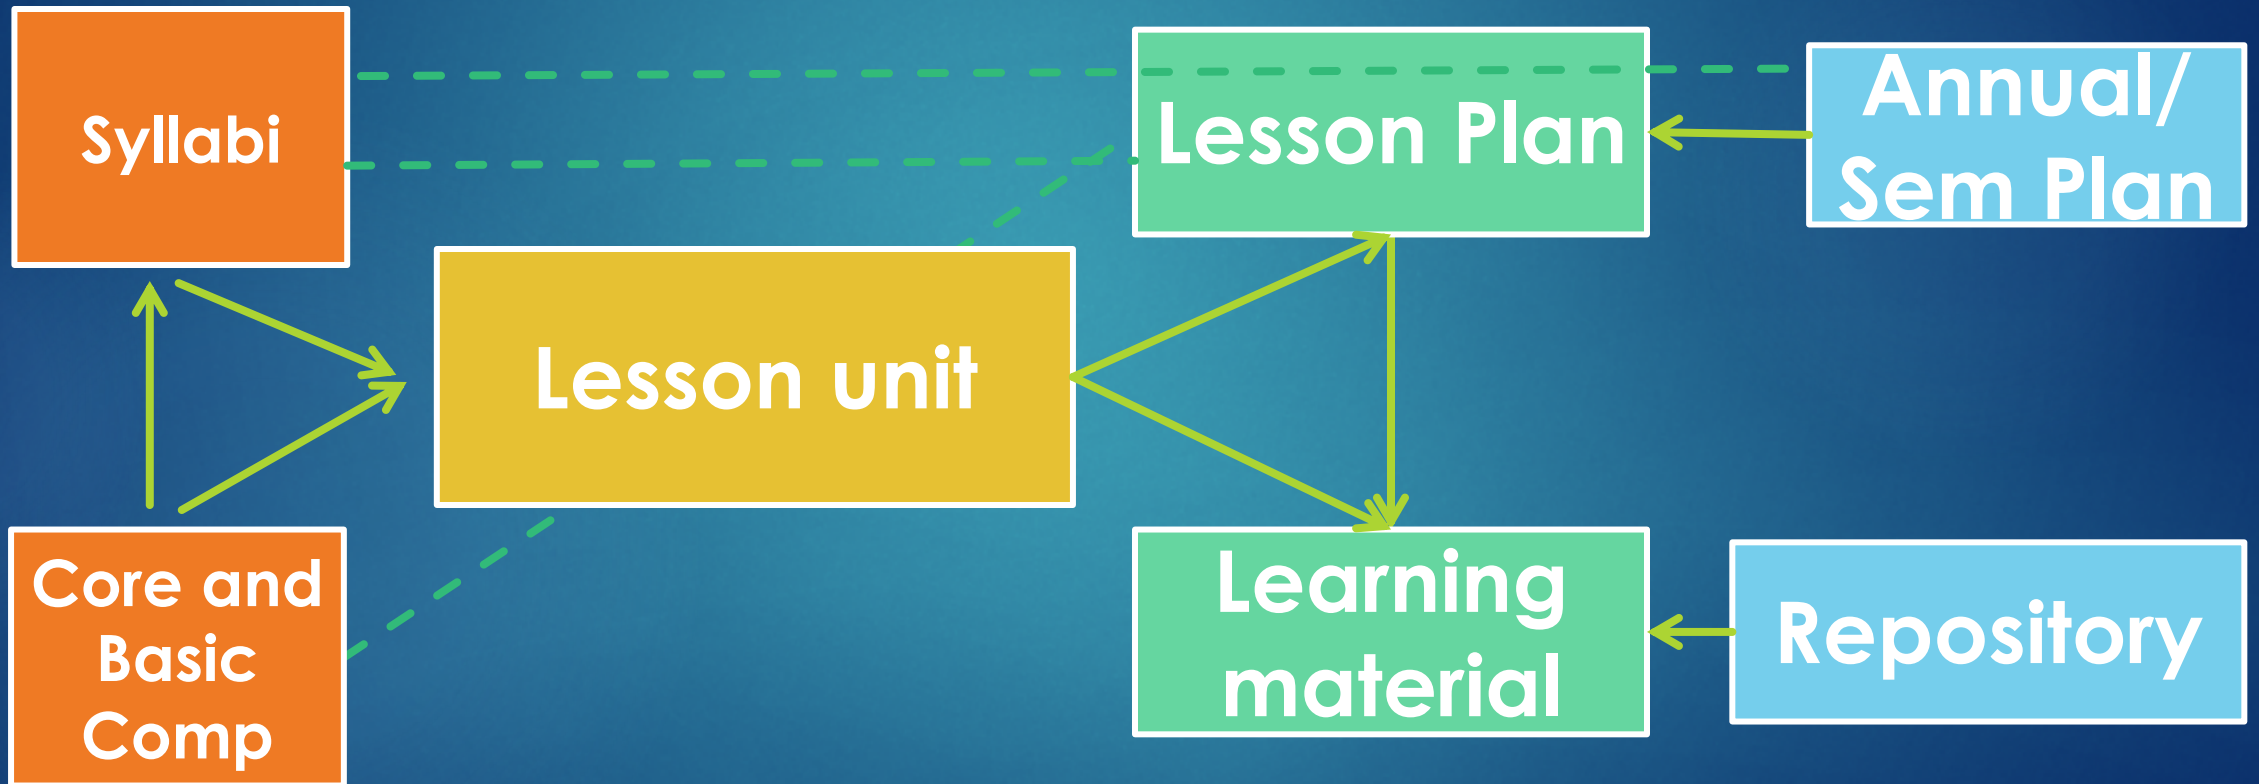 Syllabi
Lesson Plan
Annual/
Sem Plan
Lesson unit
Core and
Basic
Comp
Learning
material
Repository